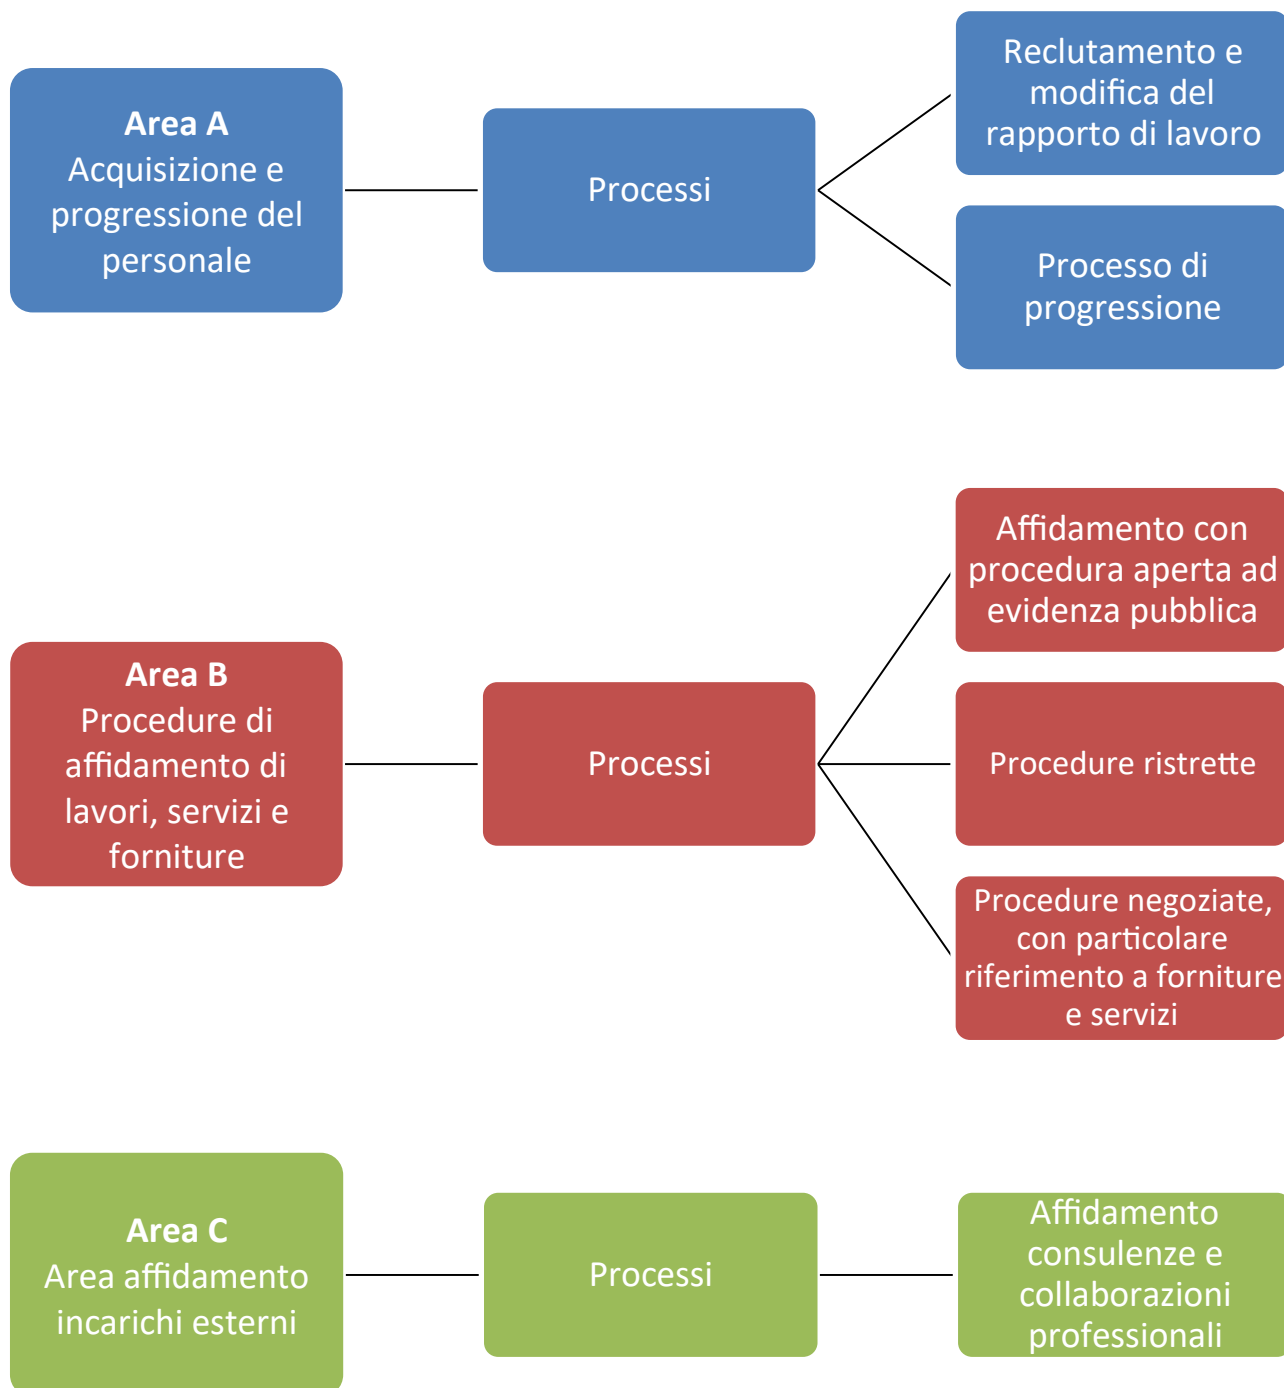 Area A
Acquisizione e
progressione del
personale
Processi
Reclutamento e
modifica del
rapporto di lavoro
Processo di
progressione
Area B
Procedure di
affidamento di
lavori, servizi e
forniture
Processi
Affidamento con
procedura aperta ad
evidenza pubblica
Procedure ristrette
Procedure negoziate,
con particolare
riferimento a forniture
e servizi
Area C
Area affidamento
incarichi esterni
Processi
Affidamento
consulenze e
collaborazioni
professionali